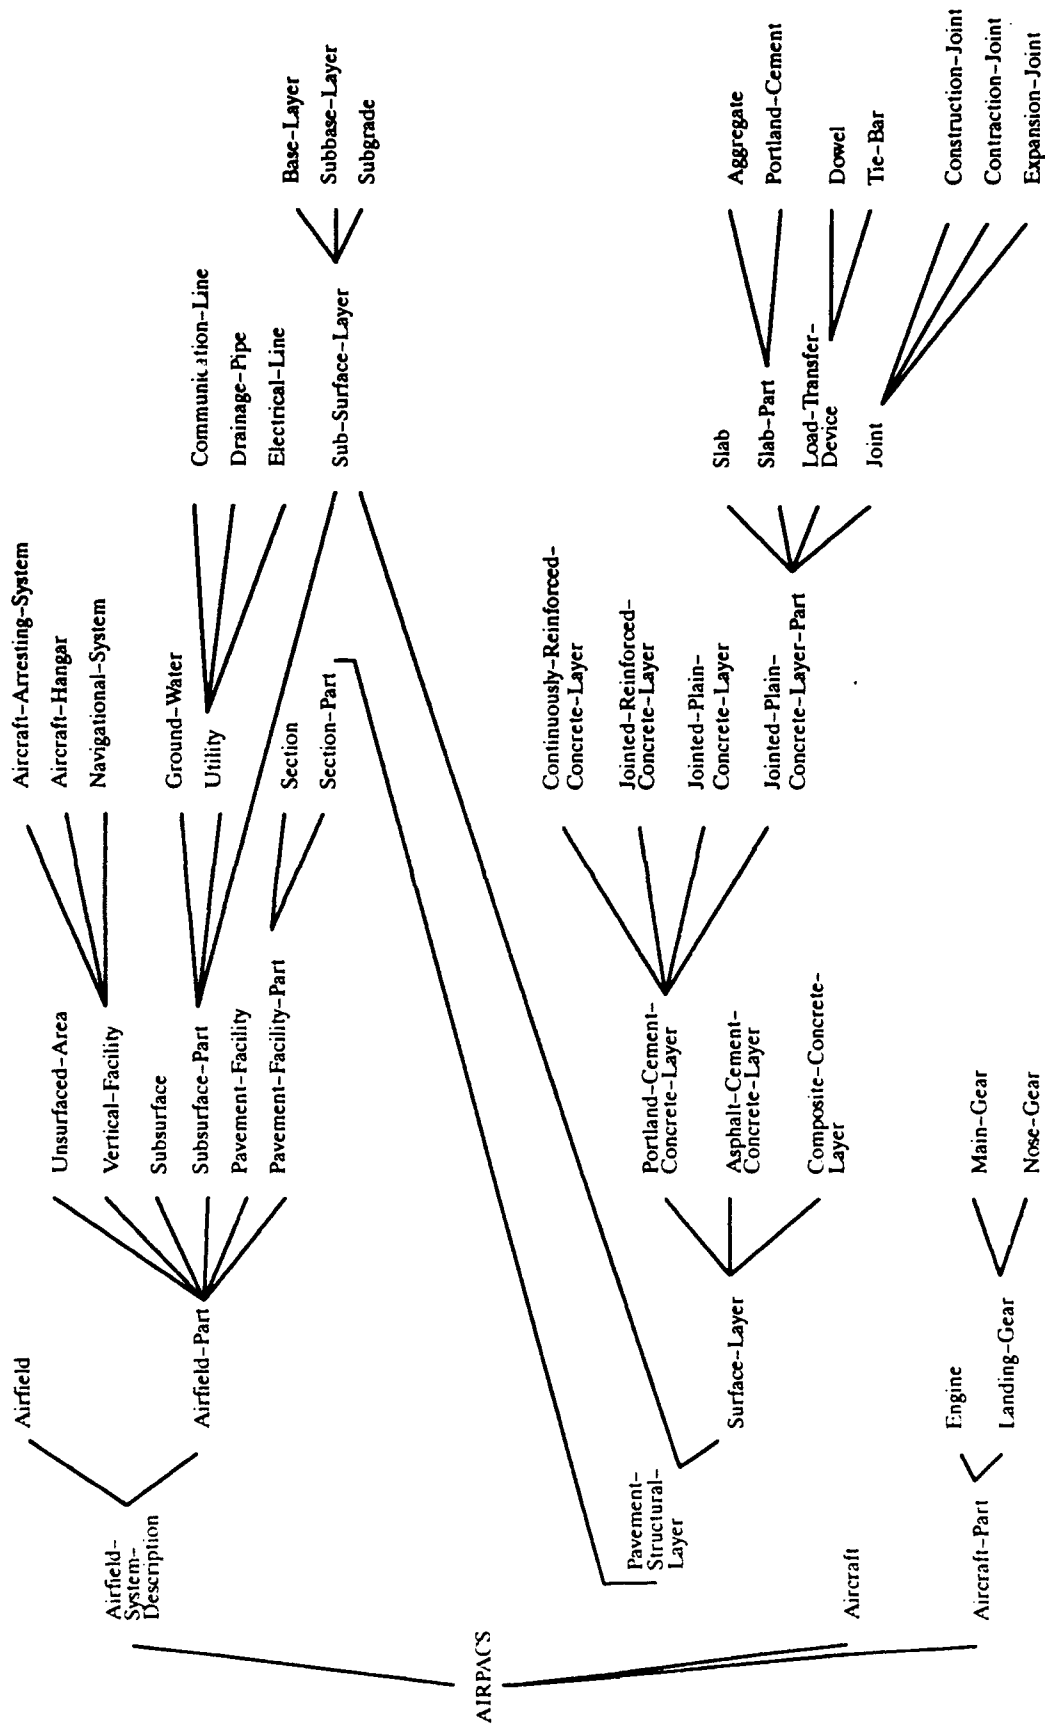 AIRPACS
Airfield-
System-
Description
Airfield
Airfield-Part
Unsurfaced-Area
Vertical-Facility
Subsurface
Subsurface-Part
Pavement-Facility
Pavement-Facility-Part
Aircraft-Arresting-System
Aircraft-Hangar
Navigational-System
Ground-Water
Utility
Section
Section-Part
Communication-Line
Drainage-Pipe
Electrical-Line
Sub-Surface-Layer
Base-Layer
Subbase-Layer
Subgrade
Pavement-
Structural-
Layer
Surface-Layer
Portland-Cement-
Concrete-Layer
Asphalt-Cement-
Concrete-Layer
Composite-Concrete-
Layer
Continuously-Reinforced-
Concrete-Layer
Jointed-Reinforced-
Concrete-Layer
Jointed-Plain-
Concrete-Layer
Jointed-Plain-
Concrete-Layer-Part
Slab
Slab-Part
Load-Transfer-
Device
Joint
Aggregate
Portland-Cement
Dowel
Tie-Bar
Construction-Joint
Contraction-Joint
Expansion-Joint
Aircraft
Aircraft-Part
Engine
Landing-Gear
Main-Gear
Nose-Gear